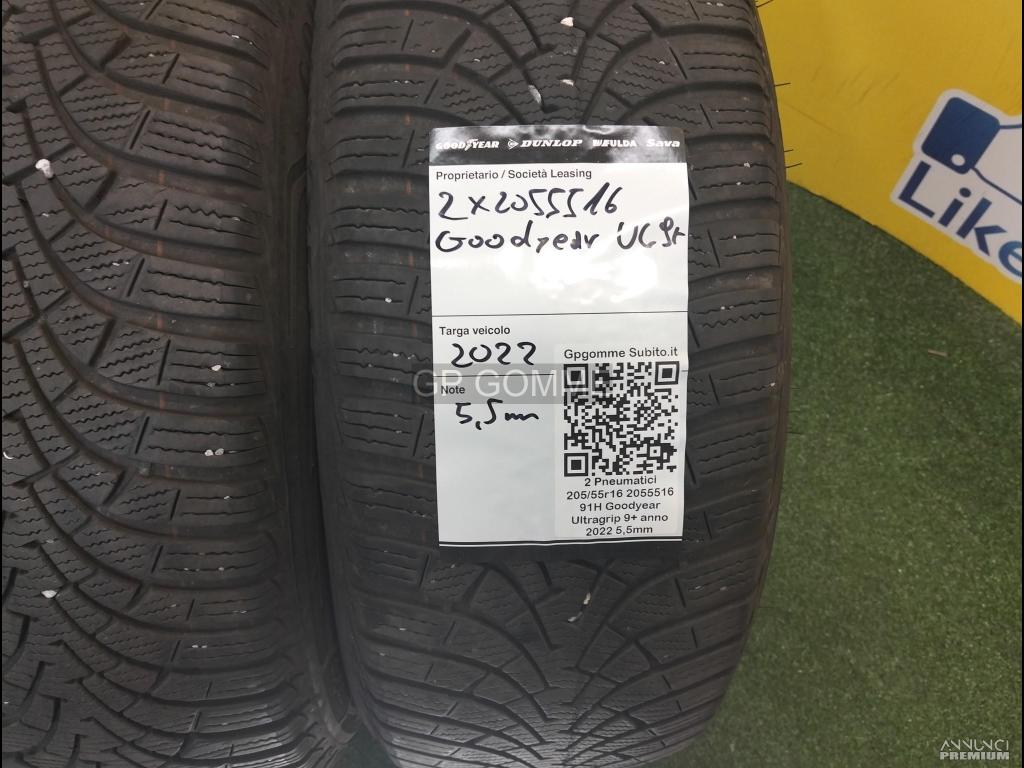 GOODYEAR DUNLOP FULDA Sava
Proprietario / Società Leasing
2x2055516
Goodyear UG9+
Targa veicolo
2022
Note
5,5mm
Gpgomme Subito.it
2 Pneumatici
205/55r16 2055516
91H Goodyear
Ultragrip 9+ anno
2022 5,5mm
GP GOMME
Like
ANNUNCI
PREMIUM